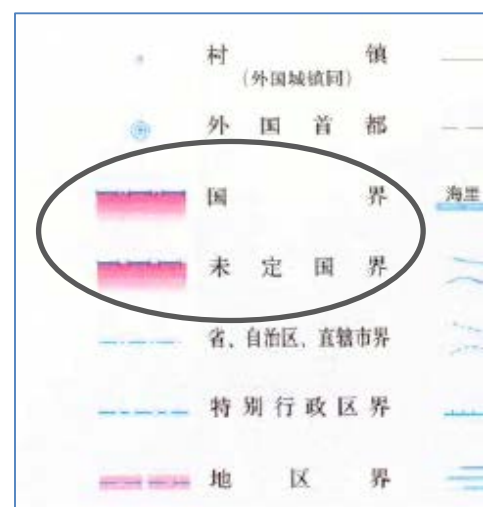 村镇
(外国城镇同)
外国首都
国界
海里
未定国界
省、自治区、直辖市界
特别行政区界
地区界